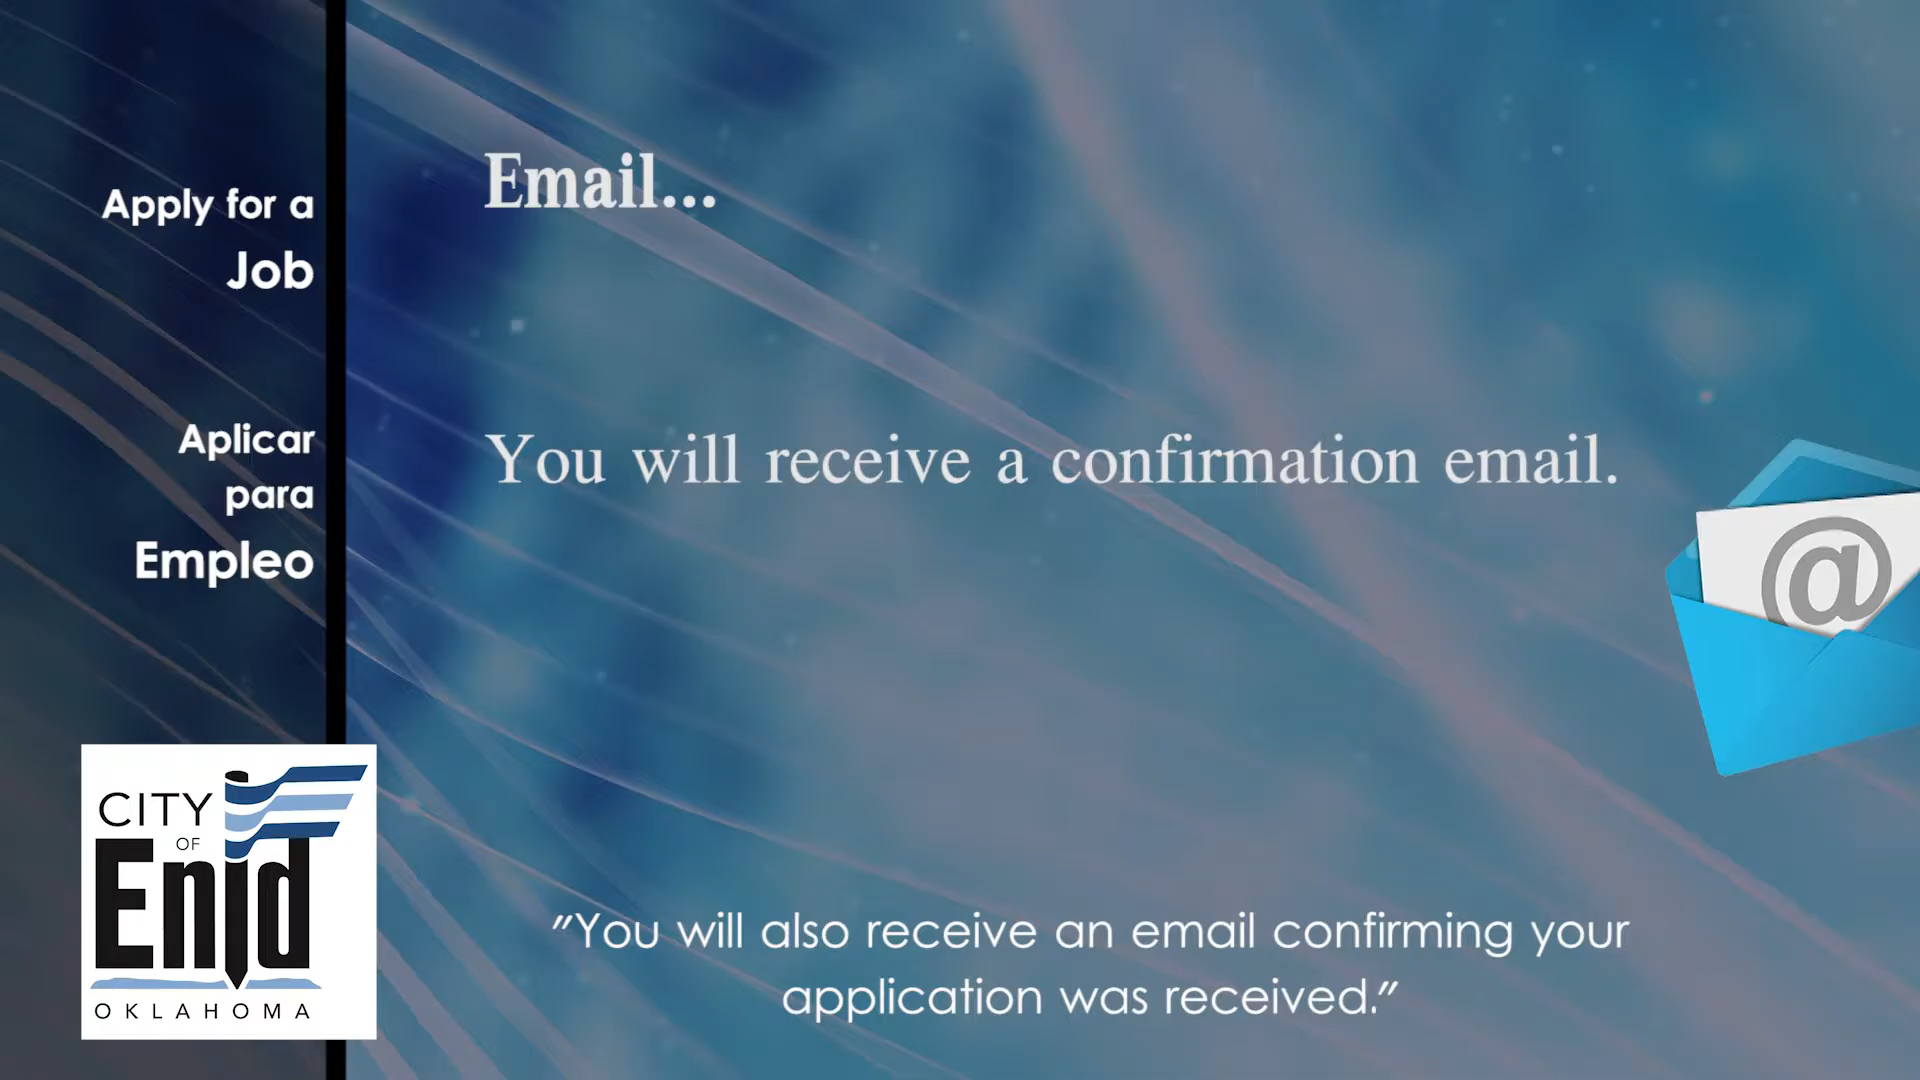 Apply for a
Job
Aplicar
para
Empleo
CITY
OF
Enid
OKLAHOMA
Email...
You will receive a confirmation email.
@
"You will also receive an email confirming your
application was received."